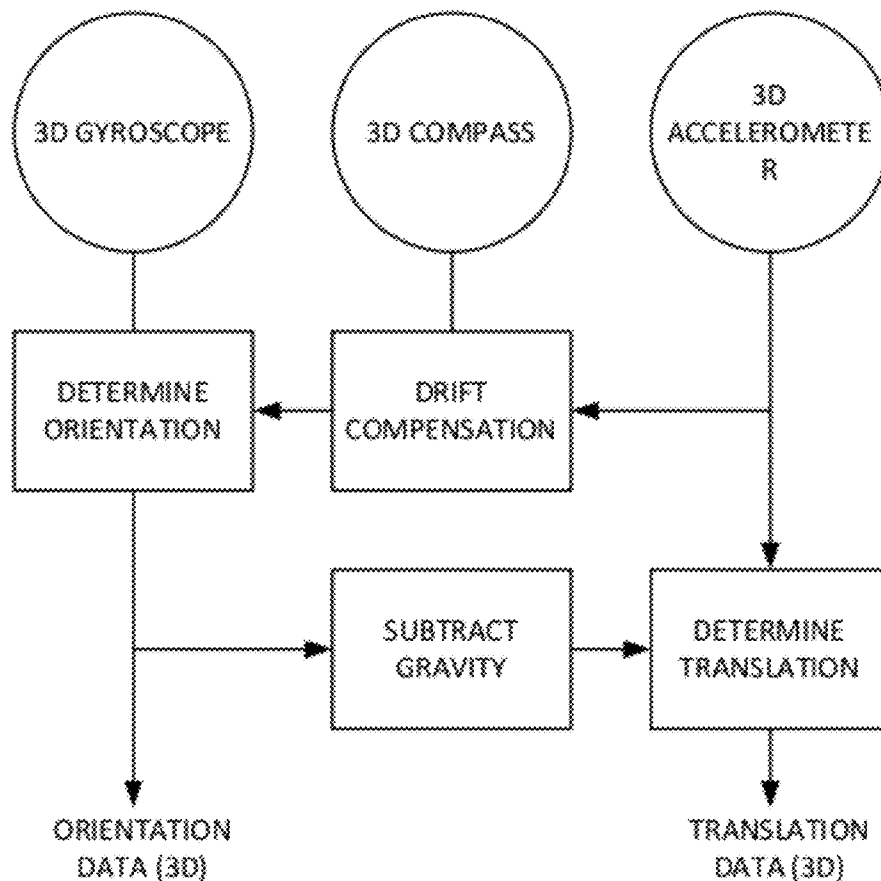 3D GYROSCOPE
3D COMPASS
3D
ACCELEROMETE
R
DETERMINE
ORIENTATION
DRIFT
COMPENSATION
SUBTRACT
GRAVITY
DETERMINE
TRANSLATION
ORIENTATION
DATA (3D)
TRANSLATION
DATA (3D)